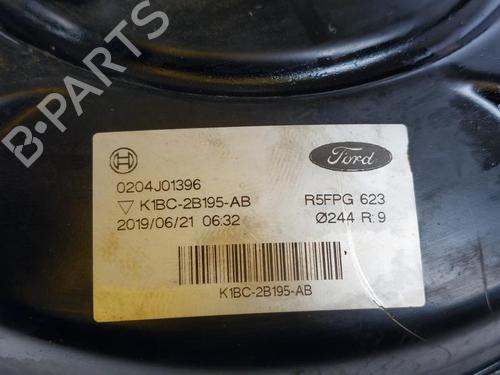 B-PARTS
Ford
0204J01396
▽ K1BC-2B195-AB R5FPG 623
2019/06/21 06:32 Ø244 R:9
K1BC-2B195-AB